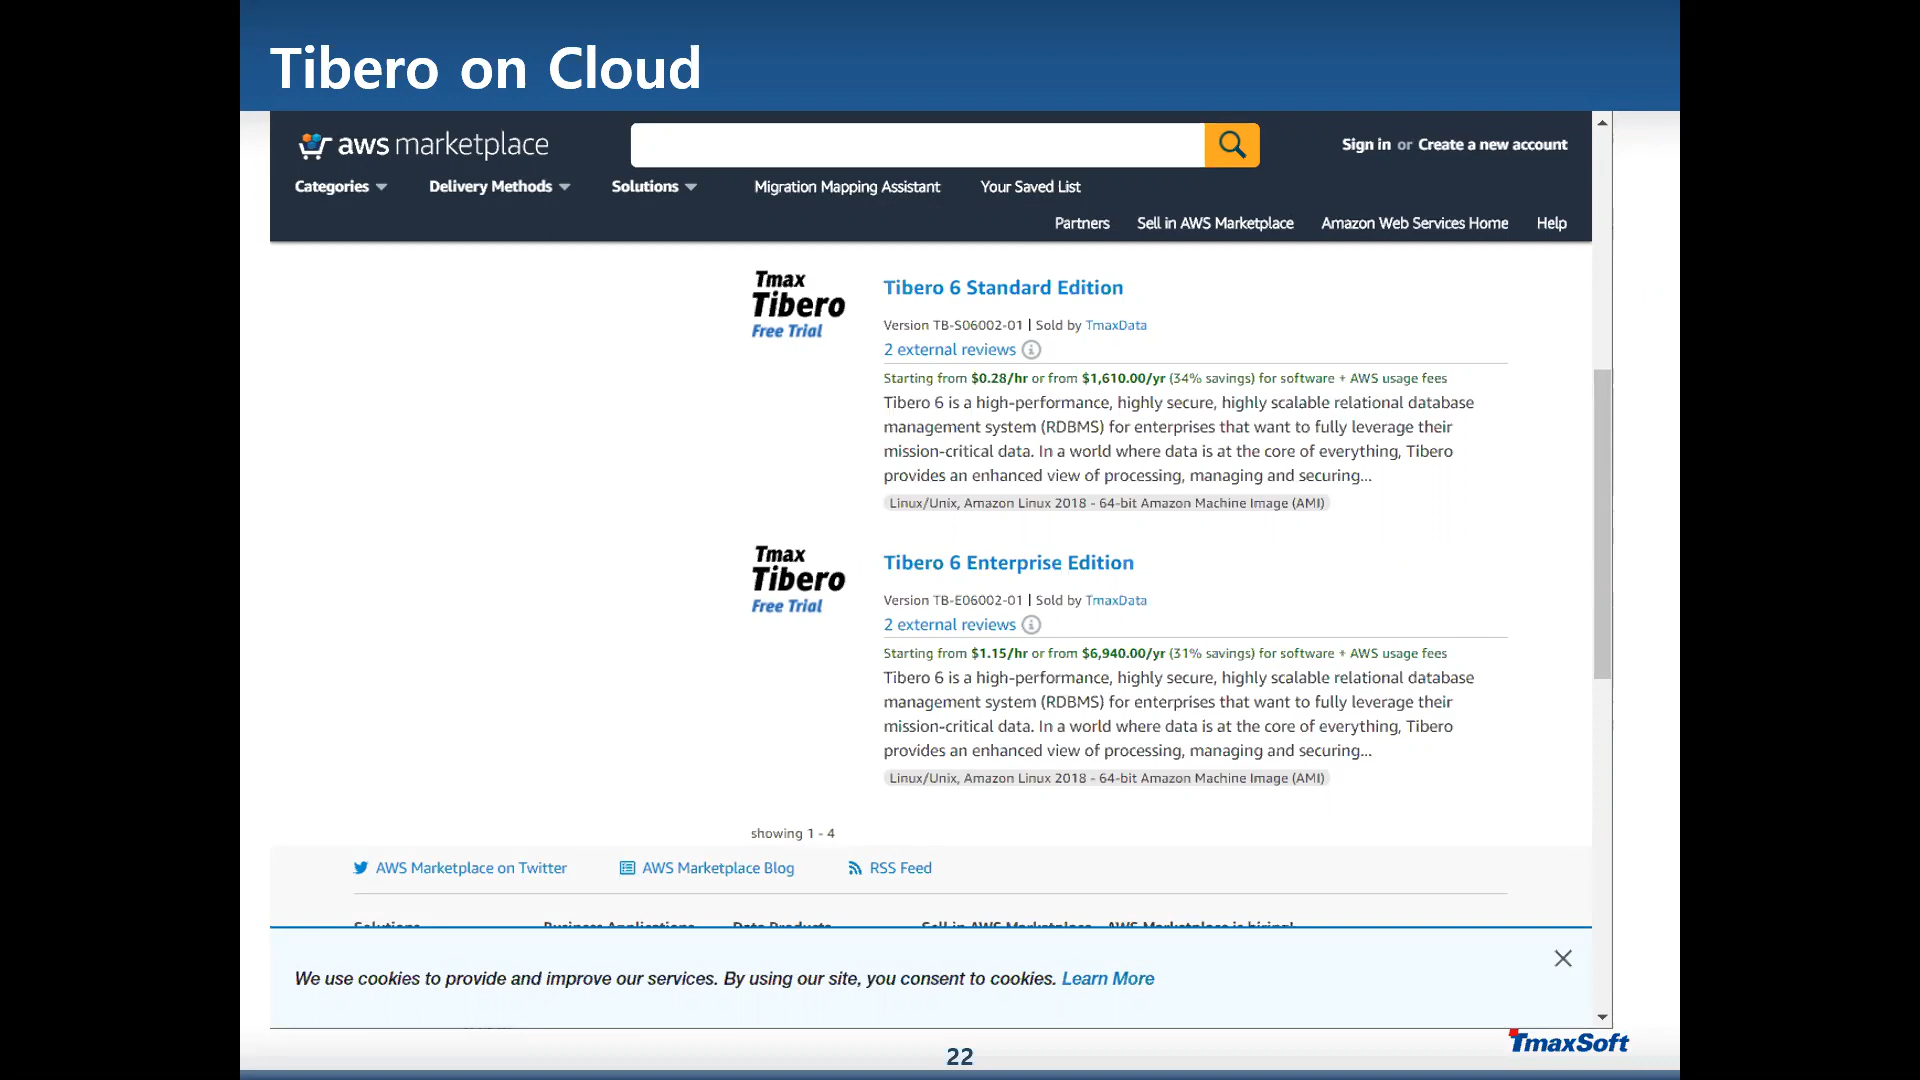 Tibero on Cloud
aws marketplace
Sign in or Create a new account
Categories Delivery Methods Solutions Migration Mapping Assistant Your Saved List
Partners Sell in AWS Marketplace Amazon Web Services Home Help
Tmax
Tibero
Free Trial
Tibero 6 Standard Edition
Version TB-S06002-01 | Sold by TmaxData
2 external reviews
Starting from $0.28/hr or from $1,610.00/yr (34% savings) for software + AWS usage fees
Tibero 6 is a high-performance, highly secure, highly scalable relational database
management system (RDBMS) for enterprises that want to fully leverage their
mission-critical data. In a world where data is at the core of everything, Tibero
provides an enhanced view of processing, managing and securing...
Linux/Unix, Amazon Linux 2018 - 64-bit Amazon Machine Image (AMI)
Tmax
Tibero
Free Trial
Tibero 6 Enterprise Edition
Version TB-E06002-01 | Sold by TmaxData
2 external reviews
Starting from $1.15/hr or from $6,940.00/yr (31% savings) for software + AWS usage fees
Tibero 6 is a high-performance, highly secure, highly scalable relational database
management system (RDBMS) for enterprises that want to fully leverage their
mission-critical data. In a world where data is at the core of everything, Tibero
provides an enhanced view of processing, managing and securing...
Linux/Unix, Amazon Linux 2018 - 64-bit Amazon Machine Image (AMI)
showing 1 - 4
AWS Marketplace on Twitter AWS Marketplace Blog RSS Feed
Solutions Business Applications Data Products Sell in AWS Marketplace AWS Marketplace is hiring!
We use cookies to provide and improve our services. By using our site, you consent to cookies. Learn More
TmaxSoft
22